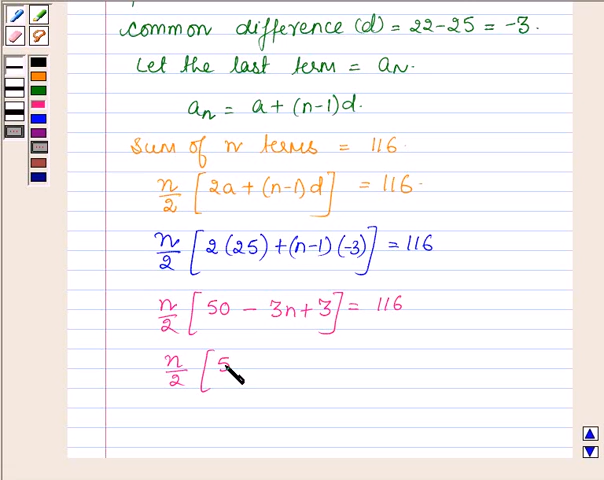 common difference (d) = 22-25 = -3.
Let the last term = an.
an = a + (n-1)d.
Sum of n terms = 116.
n/2 [2a + (n-1)d] = 116.
n/2 [2(25) + (n-1)(-3)] = 116
n/2 [50 - 3n + 3] = 116
n/2 [5